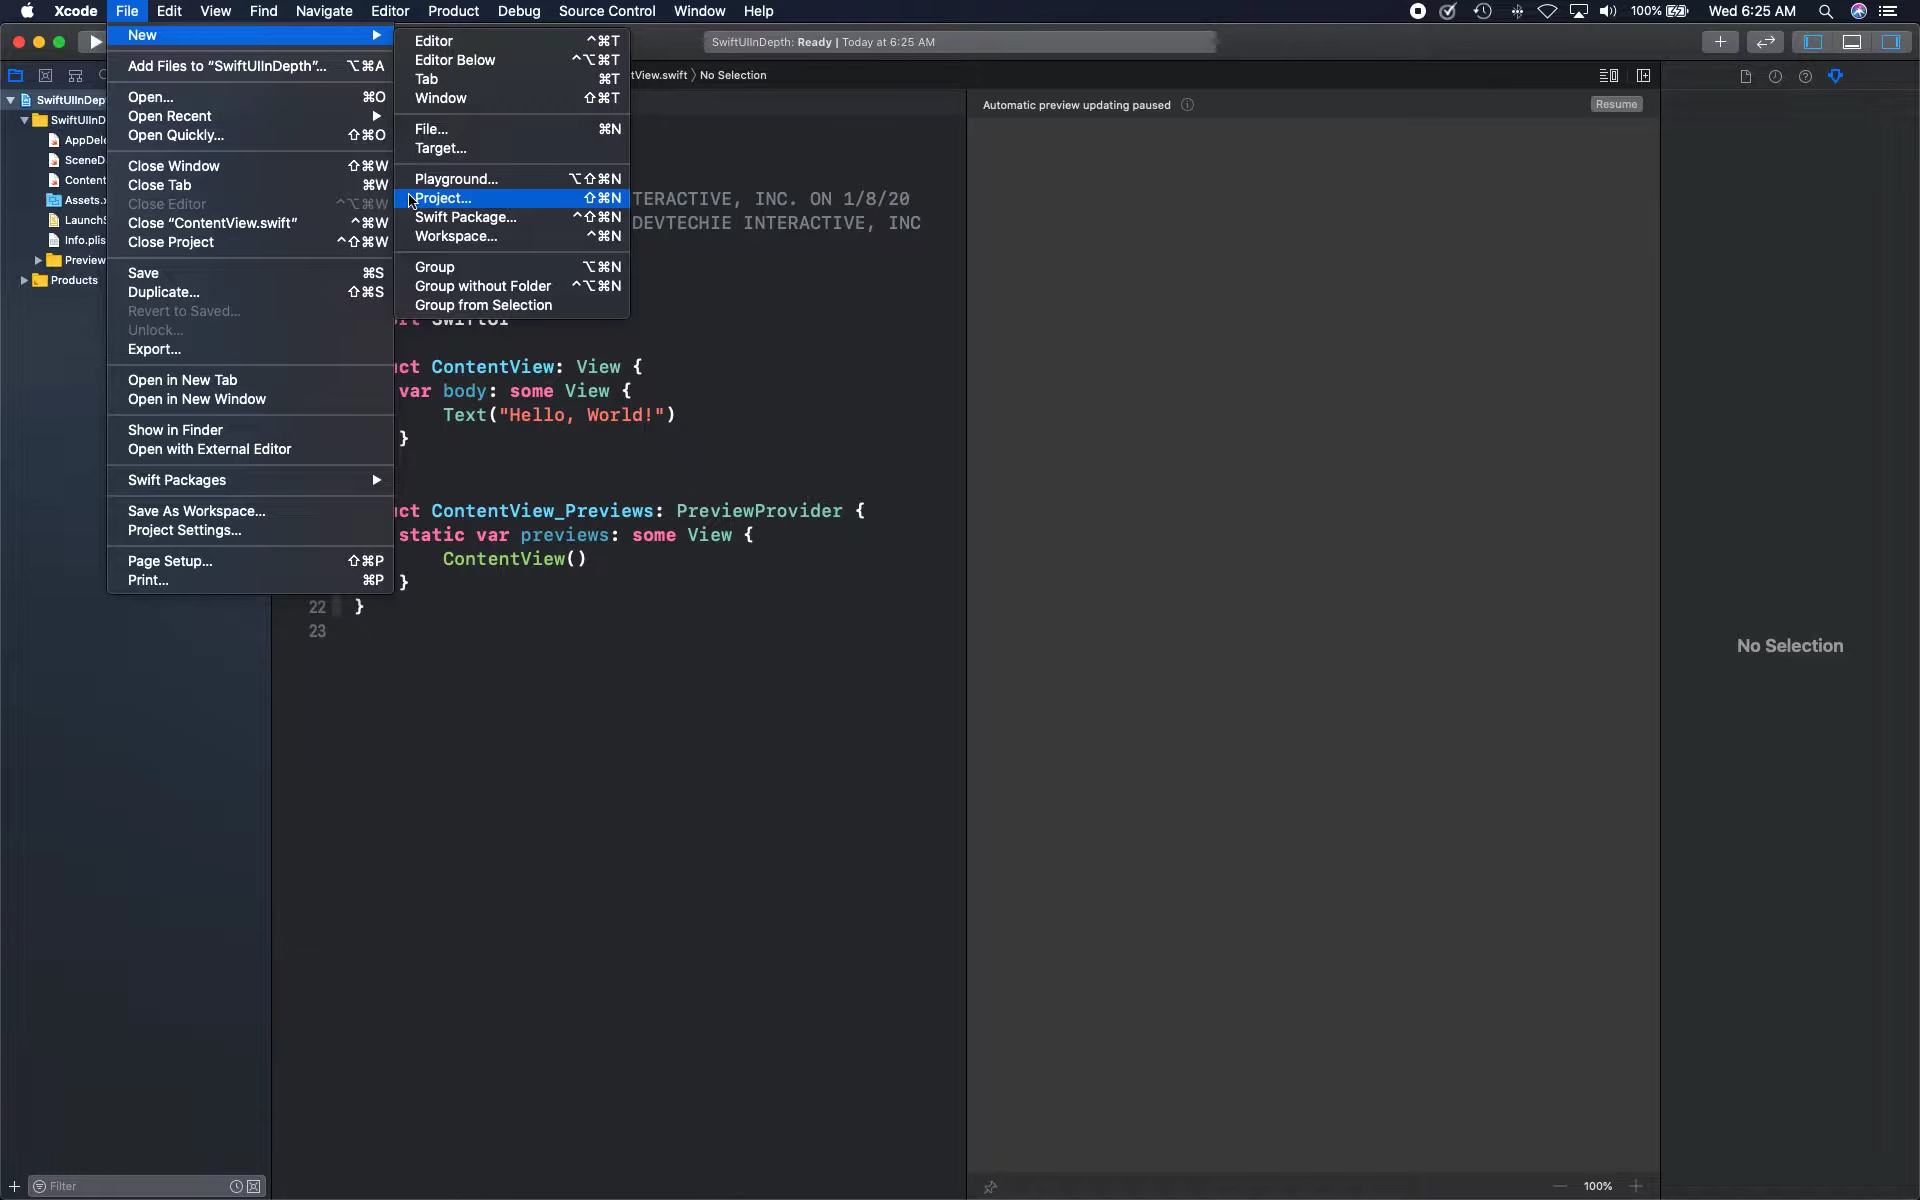 Xcode File Edit View Find Navigate Editor Product Debug Source Control Window Help 100% Wed 6:25 AM
SwiftUIInDepth: Ready | Today at 6:25 AM
New
Add Files to “SwiftUIInDepth”... ⌥⌘A
Open... ⌘O
Open Recent
Open Quickly... ⇧⌘O
Close Window ⇧⌘W
Close Tab ⌘W
Close Editor ^⌥⌘W
Close “ContentView.swift” ^⌘W
Close Project ^⇧⌘W
Save ⌘S
Duplicate... ⇧⌘S
Revert to Saved...
Unlock...
Export...
Open in New Tab
Open in New Window
Show in Finder
Open with External Editor
Swift Packages
Save As Workspace...
Project Settings...
Page Setup... ⇧⌘P
Print... ⌘P
Editor ^⌘T
Editor Below ^⌥⌘T
Tab ⌘T
Window ⇧⌘T
File... ⌘N
Target...
Playground... ⌥⇧⌘N
Project... ⇧⌘N
Swift Package... ^⇧⌘N
Workspace... ^⌘N
Group ⌥⌘N
Group without Folder ^⌥⌘N
Group from Selection
SwiftUIInDep
SwiftUIInD
AppDele
SceneD
Content
Assets.x
LaunchS
Info.plis
Preview
Products
tView.swift 〉 No Selection
TERACTIVE, INC. ON 1/8/20
DEVTECHIE INTERACTIVE, INC
SwiftUI
ct ContentView: View {
var body: some View {
Text("Hello, World!")
}
ct ContentView_Previews: PreviewProvider {
static var previews: some View {
ContentView()
}
22 }
23
Automatic preview updating paused
Resume
No Selection
Filter
100%